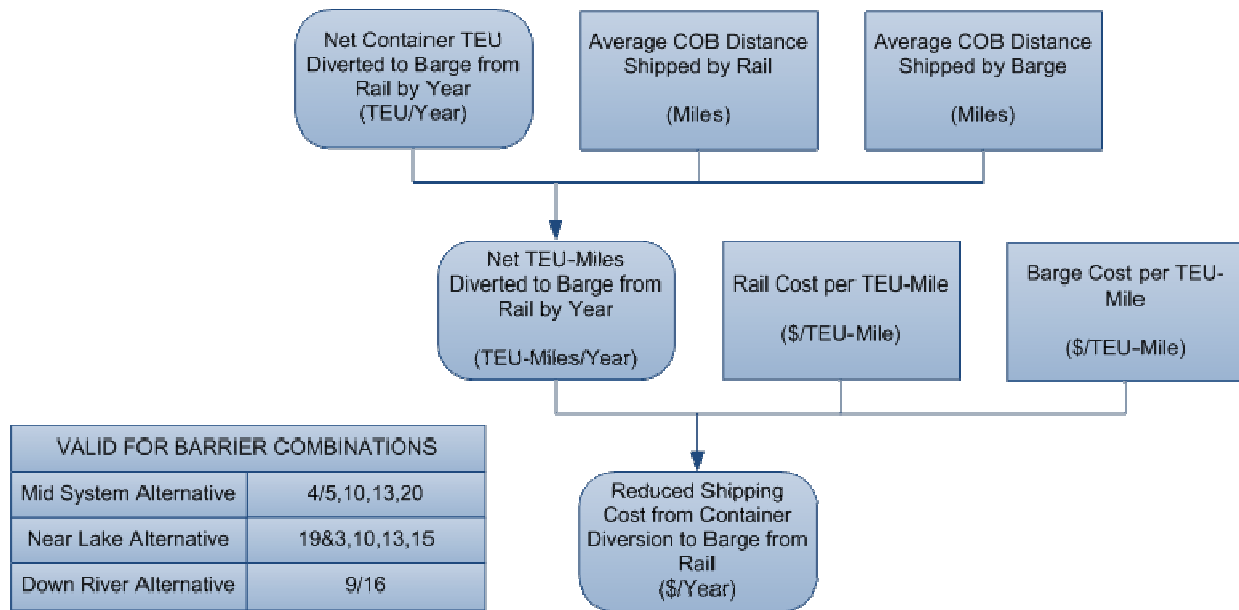 Net Container TEU
Diverted to Barge from
Rail by Year
(TEU/Year)
Average COB Distance
Shipped by Rail
(Miles)
Average COB Distance
Shipped by Barge
(Miles)
Net TEU-Miles
Diverted to Barge from
Rail by Year
(TEU-Miles/Year)
Rail Cost per TEU-Mile
($/TEU-Mile)
Barge Cost per TEU-
Mile
($/TEU-Mile)
VALID FOR BARRIER COMBINATIONS
Mid System Alternative 4/5,10,13,20
Near Lake Alternative 19&3,10,13,15
Down River Alternative 9/16
Reduced Shipping
Cost from Container
Diversion to Barge from
Rail
($/Year)